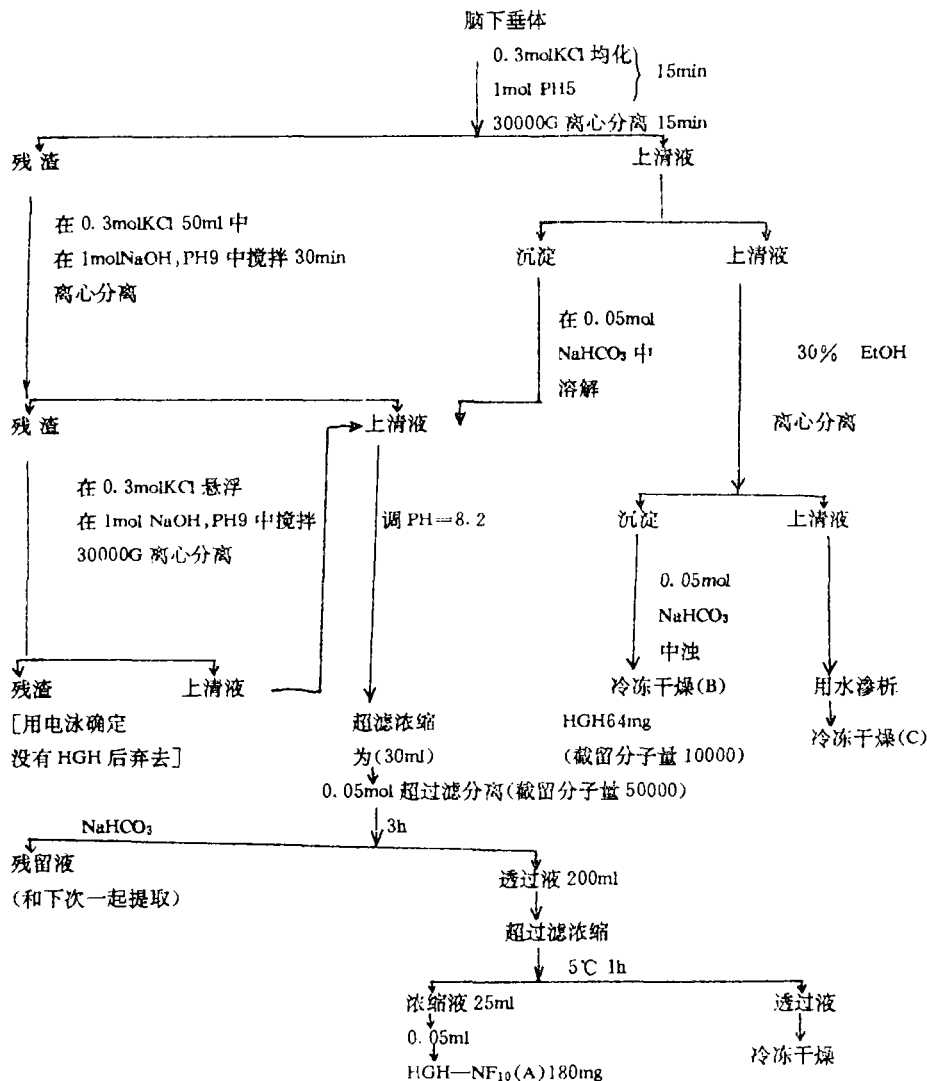 脑下垂体
0.3molKCl 均化
1mol PH5
15min
30000G 离心分离 15min
残渣
上清液
在 0.3molKCl 50ml 中
在 1molNaOH,PH9 中搅拌 30min
离心分离
沉淀
上清液
在 0.05mol
NaHCO₃ 中
溶解
30% EtOH
离心分离
残渣
上清液
在 0.3molKCl 悬浮
在 1mol NaOH,PH9 中搅拌
30000G 离心分离
调 PH=8.2
沉淀
上清液
0.05mol
NaHCO₃
中浊
残渣
上清液
[用电泳确定
没有 HGH 后弃去]
超滤浓缩
为(30ml)
冷冻干燥(B)
HGH64mg
(截留分子量 10000)
用水渗析
冷冻干燥(C)
0.05mol 超过滤分离(截留分子量 50000)
NaHCO₃
3h
残留液
(和下次一起提取)
透过液 200ml
超过滤浓缩
5℃ 1h
浓缩液 25ml
透过液
0.05ml
冷冻干燥
HGH—NF₁₀(A)180mg